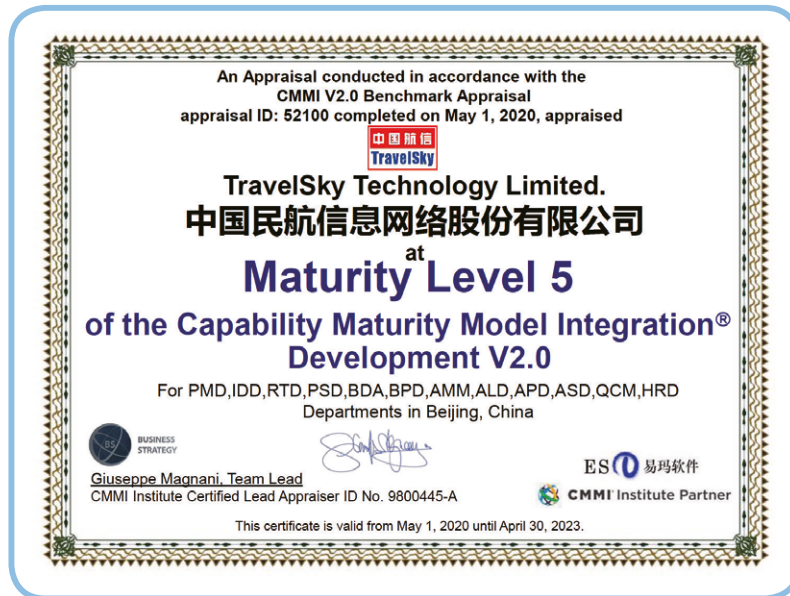 An Appraisal conducted in accordance with the
CMMI V2.0 Benchmark Appraisal
appraisal ID: 52100 completed on May 1, 2020, appraised
中国航信
TravelSky
TravelSky Technology Limited.
中国民航信息网络股份有限公司
at
Maturity Level 5
of the Capability Maturity Model Integration®
Development V2.0
For PMD,IDD,RTD,PSD,BDA,BPD,AMM,ALD,APD,ASD,QCM,HRD
Departments in Beijing, China
BS
BUSINESS
STRATEGY
Giuseppe Magnani, Team Lead
CMMI Institute Certified Lead Appraiser ID No. 9800445-A
易玛软件
CMMI Institute Partner
This certificate is valid from May 1, 2020 until April 30, 2023.